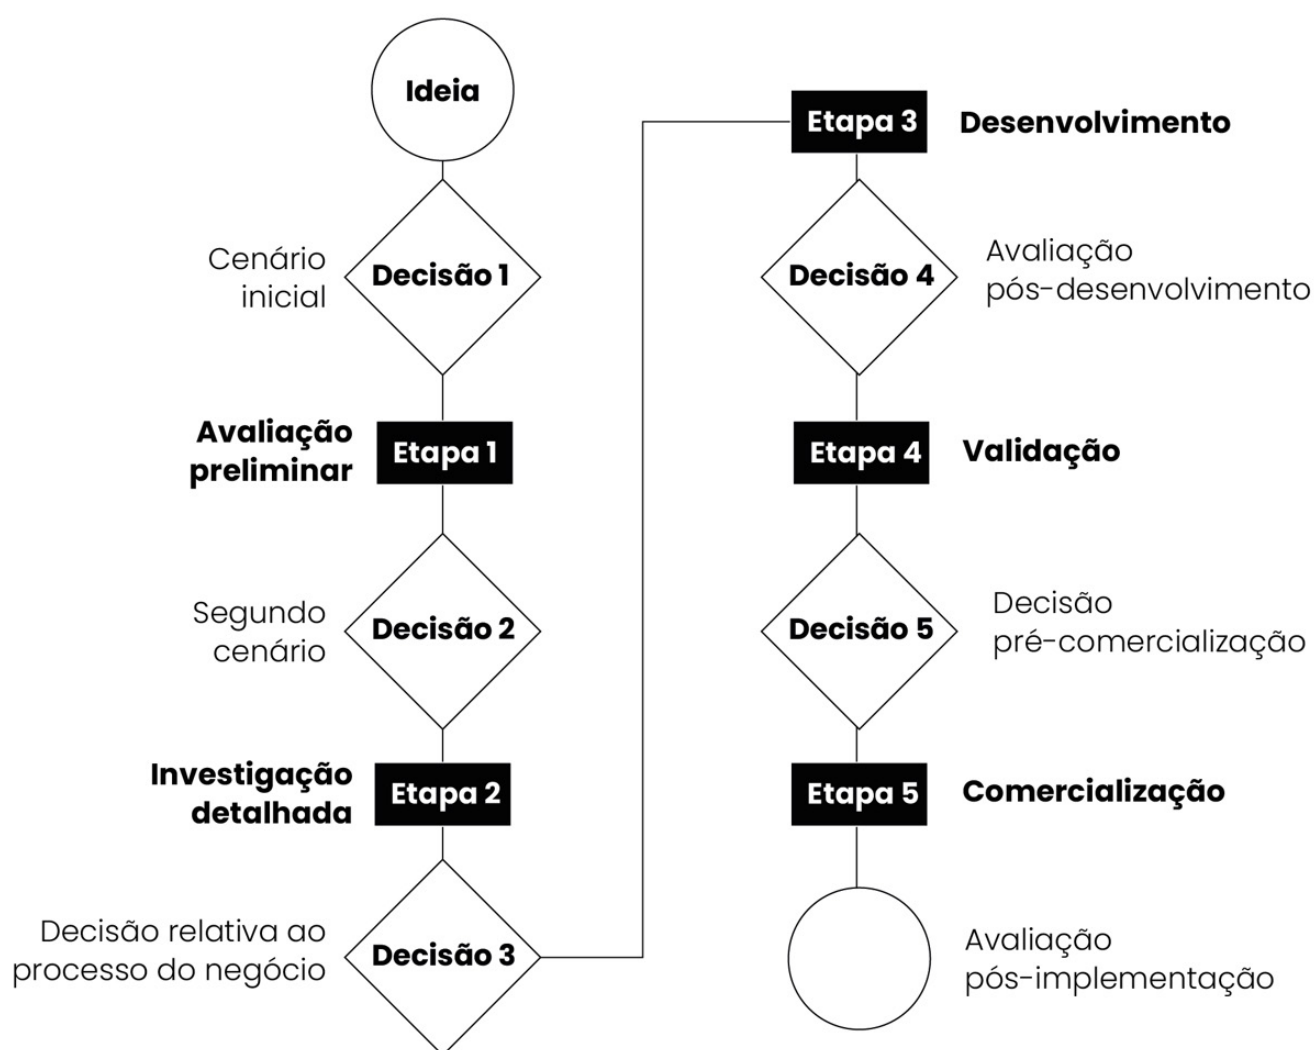 Ideia
Cenário
inicial
Decisão 1
Avaliação
preliminar
Etapa 1
Segundo
cenário
Decisão 2
Investigação
detalhada
Etapa 2
Decisão relativa ao
processo do negócio
Decisão 3
Etapa 3
Desenvolvimento
Decisão 4
Avaliação
pós-desenvolvimento
Etapa 4
Validação
Decisão 5
Decisão
pré-comercialização
Etapa 5
Comercialização
Avaliação
pós-implementação